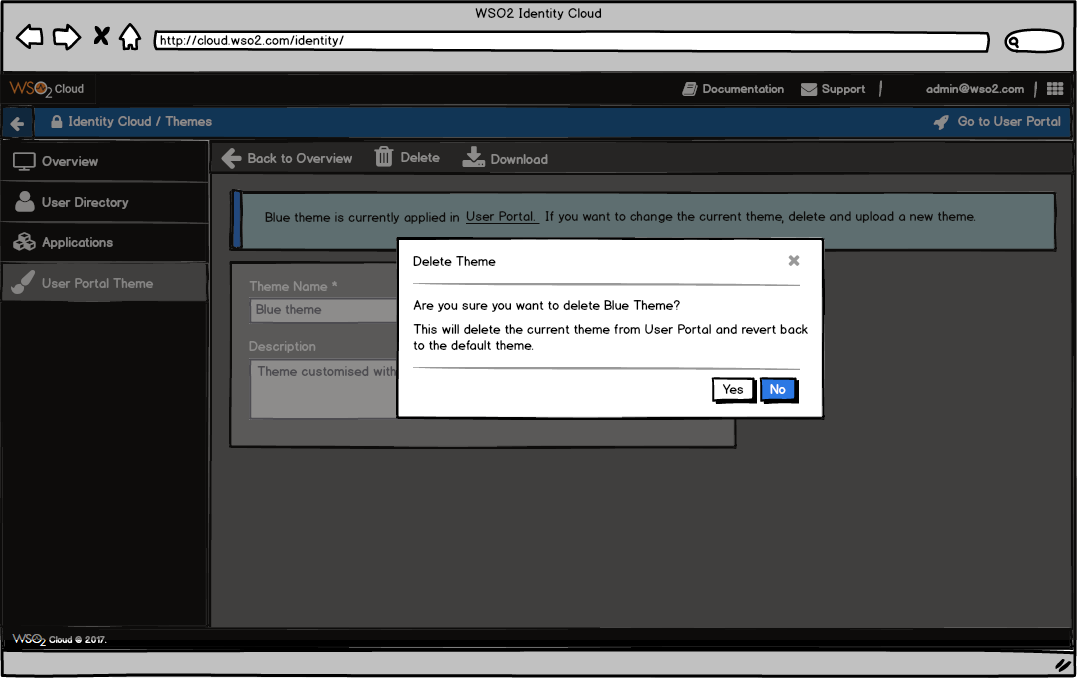 WSO2 Identity Cloud
http://cloud.wso2.com/identity/
WSO2 Cloud
Documentation
Support
admin@wso2.com
Identity Cloud / Themes
Go to User Portal
Overview
User Directory
Applications
User Portal Theme
Back to Overview
Delete
Download
Blue theme is currently applied in User Portal. If you want to change the current theme, delete and upload a new theme.
Theme Name *
Blue theme
Description
Theme customised with
Delete Theme
Are you sure you want to delete Blue Theme?
This will delete the current theme from User Portal and revert back
to the default theme.
Yes
No
WSO2 Cloud © 2017.